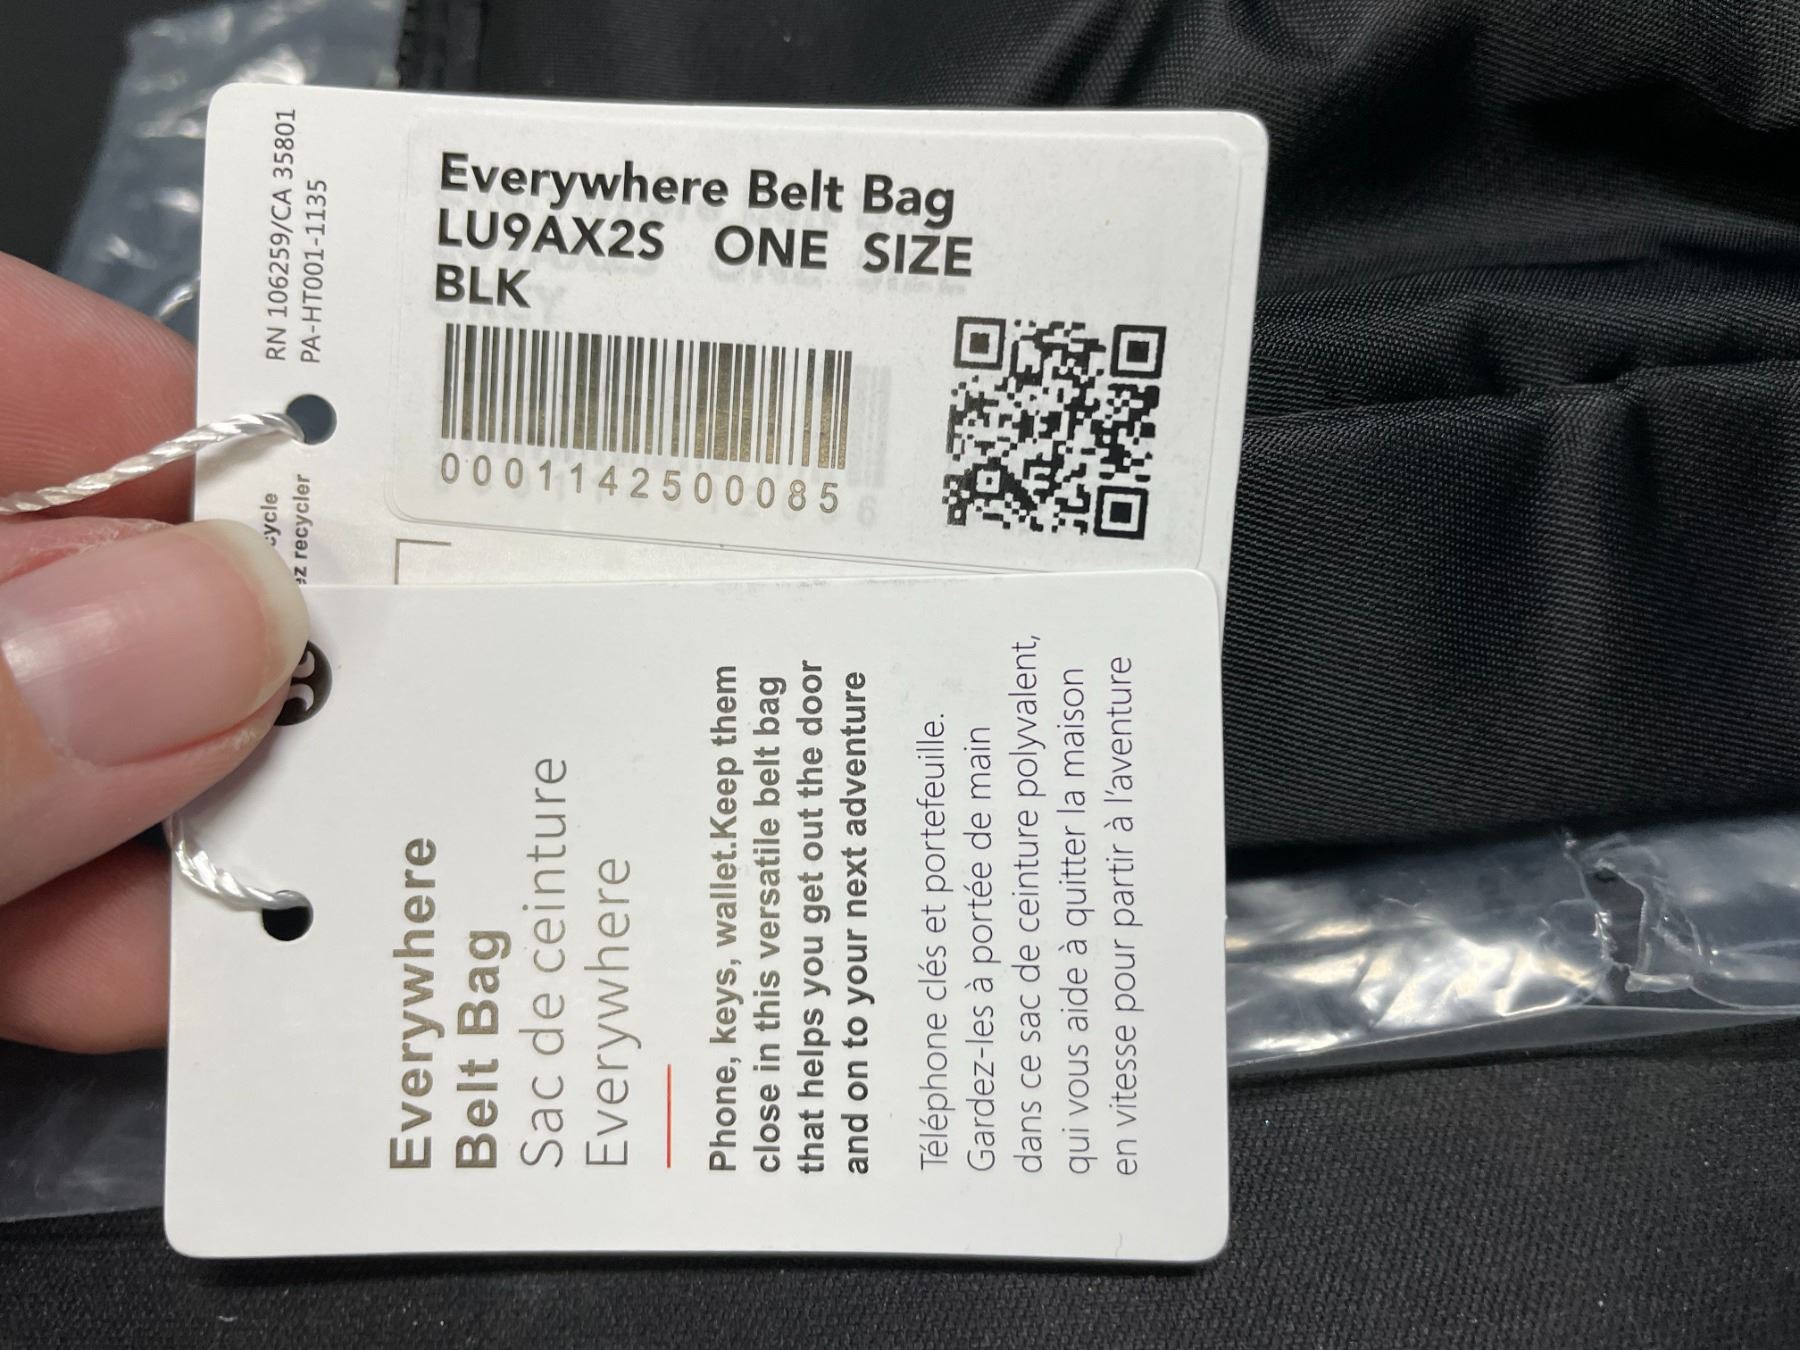 RN 106259/CA 35801
PA-HT001-1135
Everywhere Belt Bag
LU9AX2S ONE SIZE
BLK
000114250085
recycler
Everywhere
Belt Bag
Sac de ceinture
Everywhere
Phone, keys, wallet.Keep them
close in this versatile belt bag
that helps you get out the door
and on to your next adventure
Téléphone clés et portefeuille.
Gardez-les à portée de main
dans ce sac de ceinture polyvalent,
qui vous aide à quitter la maison
en vitesse pour partir à l'aventure